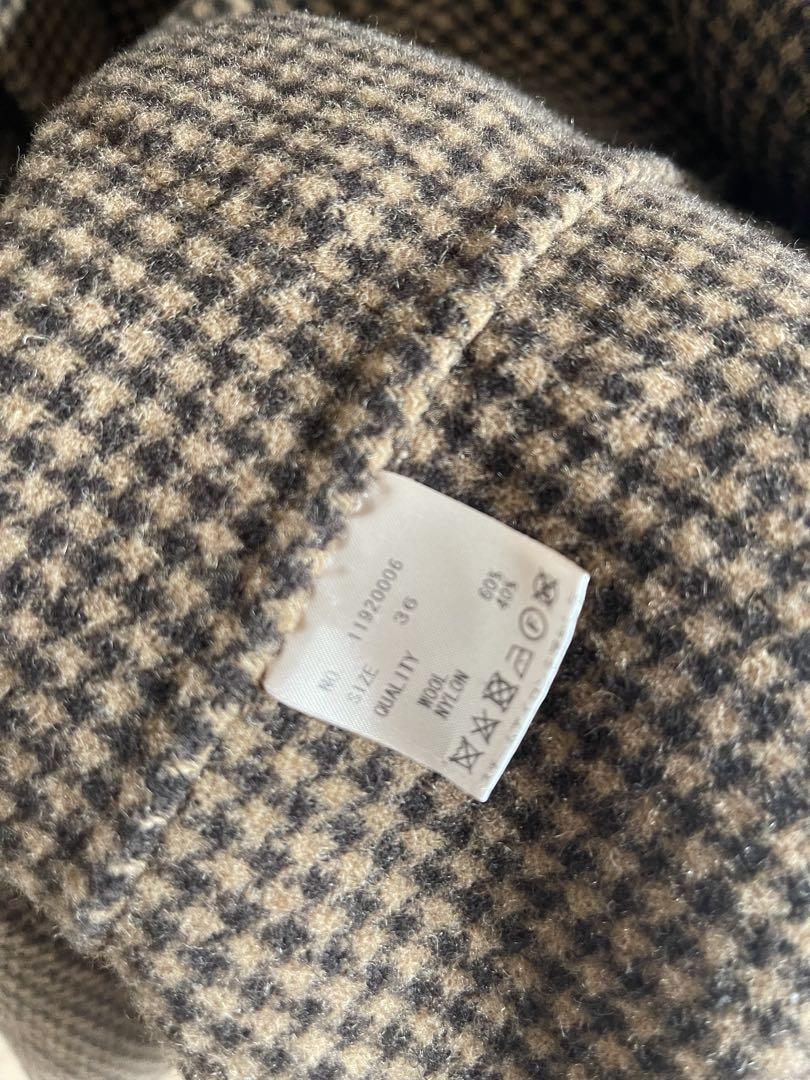 NO 11920006
SIZE 36
QUALITY
WOOL 60%
NYLON 40%